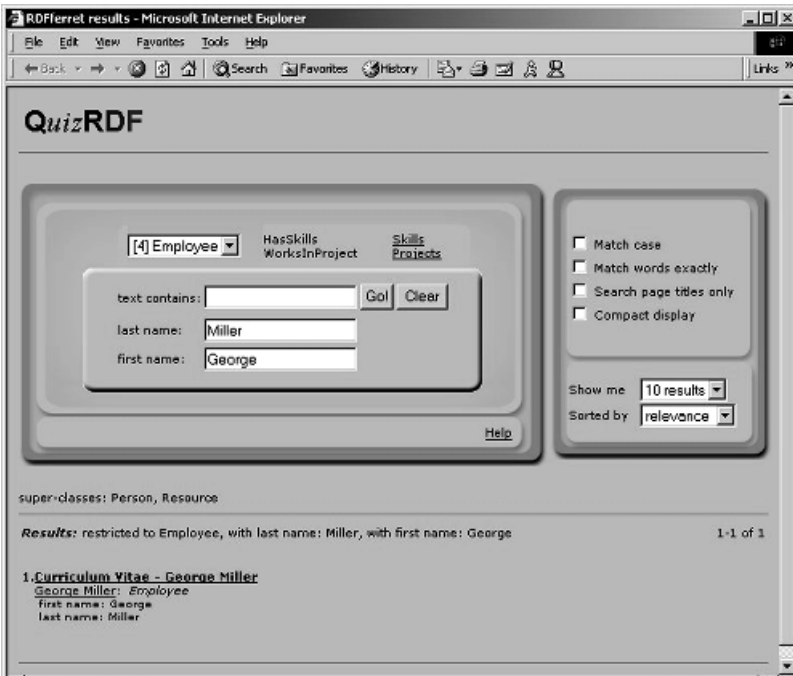 RDFferret results - Microsoft Internet Explorer
File Edit View Favorites Tools Help
Back Search Favorites History Links »
QuizRDF
[4] Employee HasSkills Skills
WorksInProject Projects
text contains: Go! Clear
last name: Miller
first name: George
Help
Match case
Match words exactly
Search page titles only
Compact display
Show me 10 results
Sorted by relevance
super-classes: Person, Resource
Results: restricted to Employee, with last name: Miller, with first name: George 1-1 of 1
1.Curriculum Vitae - George Miller
George Miller: Employee
first name: George
last name: Miller